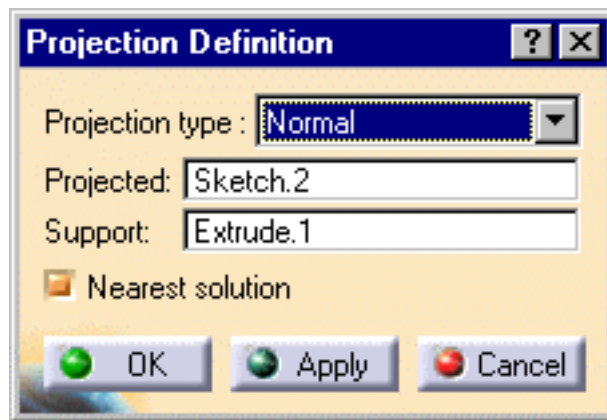 Projection Definition ? ×
Projection type : Normal
Projected: Sketch.2
Support: Extrude.1
Nearest solution
OK Apply Cancel